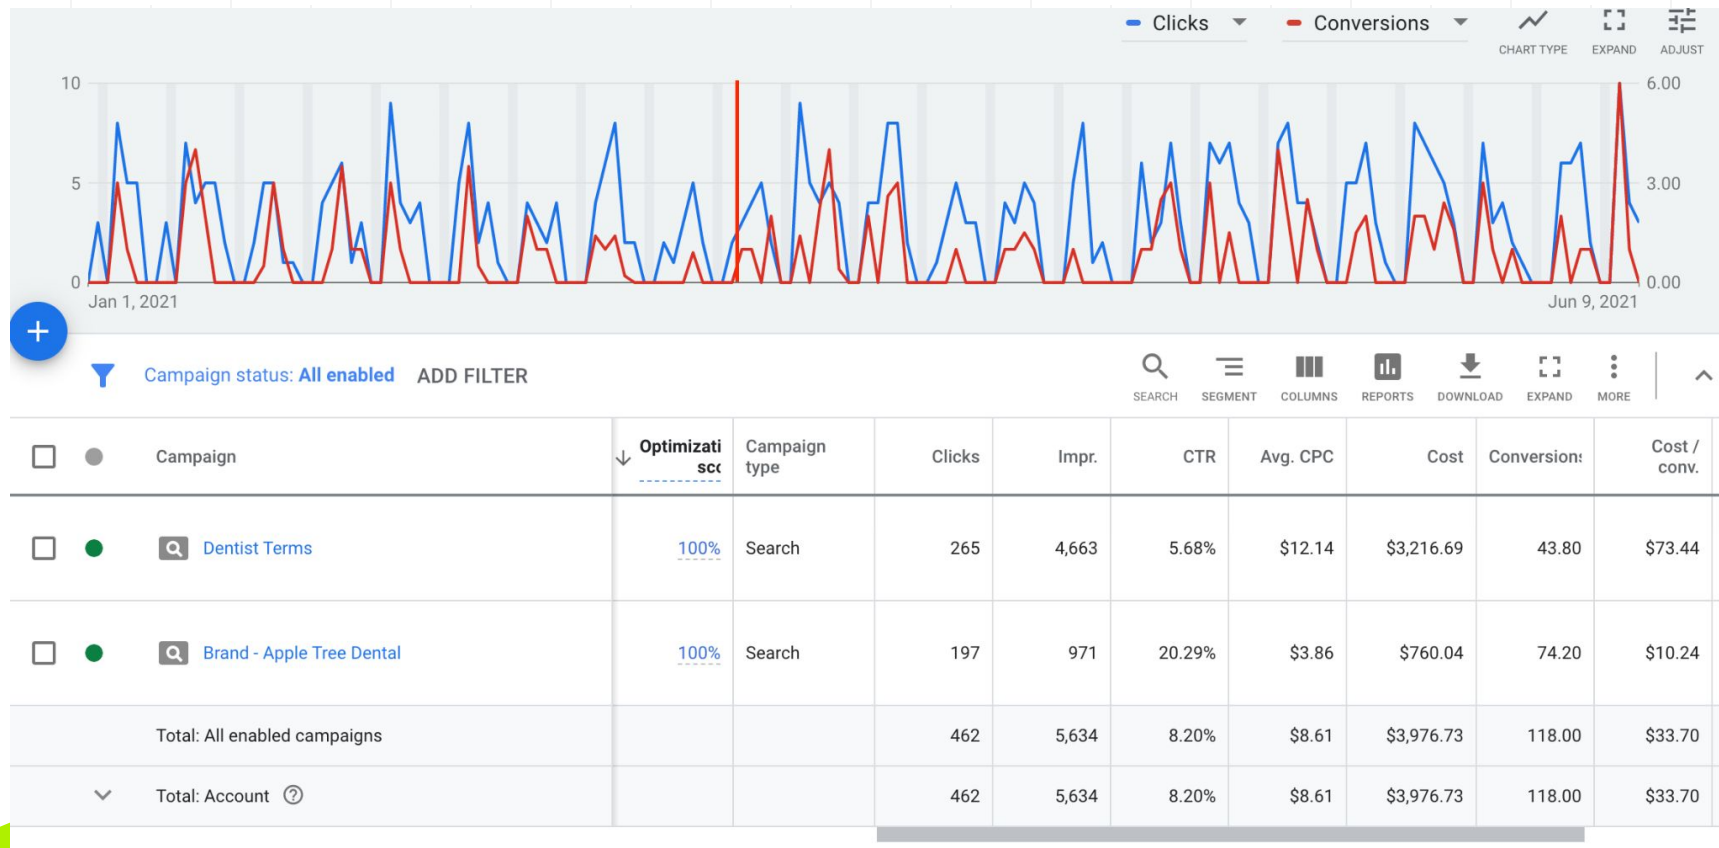 Clicks Conversions
CHART TYPE EXPAND ADJUST
10 6.00
5 3.00
0 0.00
Jan 1, 2021 Jun 9, 2021
Campaign status: All enabled ADD FILTER
SEARCH SEGMENT COLUMNS REPORTS DOWNLOAD EXPAND MORE
Campaign Optimizati sco Campaign type Clicks Impr. CTR Avg. CPC Cost Conversions Cost / conv.
Dentist Terms 100% Search 265 4,663 5.68% $12.14 $3,216.69 43.80 $73.44
Brand - Apple Tree Dental 100% Search 197 971 20.29% $3.86 $760.04 74.20 $10.24
Total: All enabled campaigns 462 5,634 8.20% $8.61 $3,976.73 118.00 $33.70
Total: Account 462 5,634 8.20% $8.61 $3,976.73 118.00 $33.70